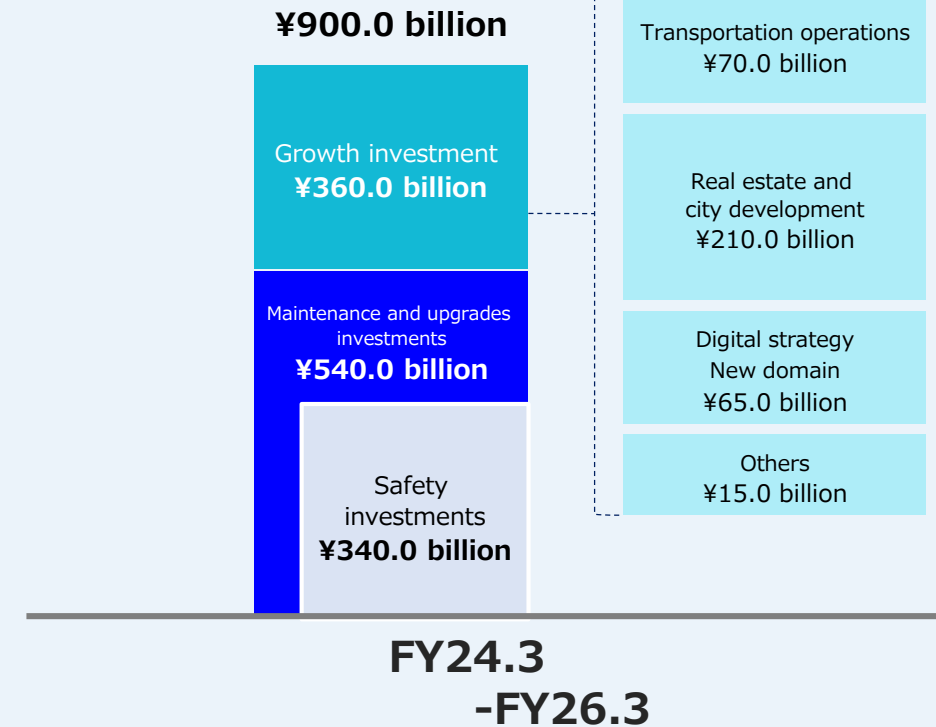 ¥900.0 billion
Growth investment
¥360.0 billion
Maintenance and upgrades
investments
¥540.0 billion
Safety
investments
¥340.0 billion
Transportation operations
¥70.0 billion
Real estate and
city development
¥210.0 billion
Digital strategy
New domain
¥65.0 billion
Others
¥15.0 billion
FY24.3
-FY26.3